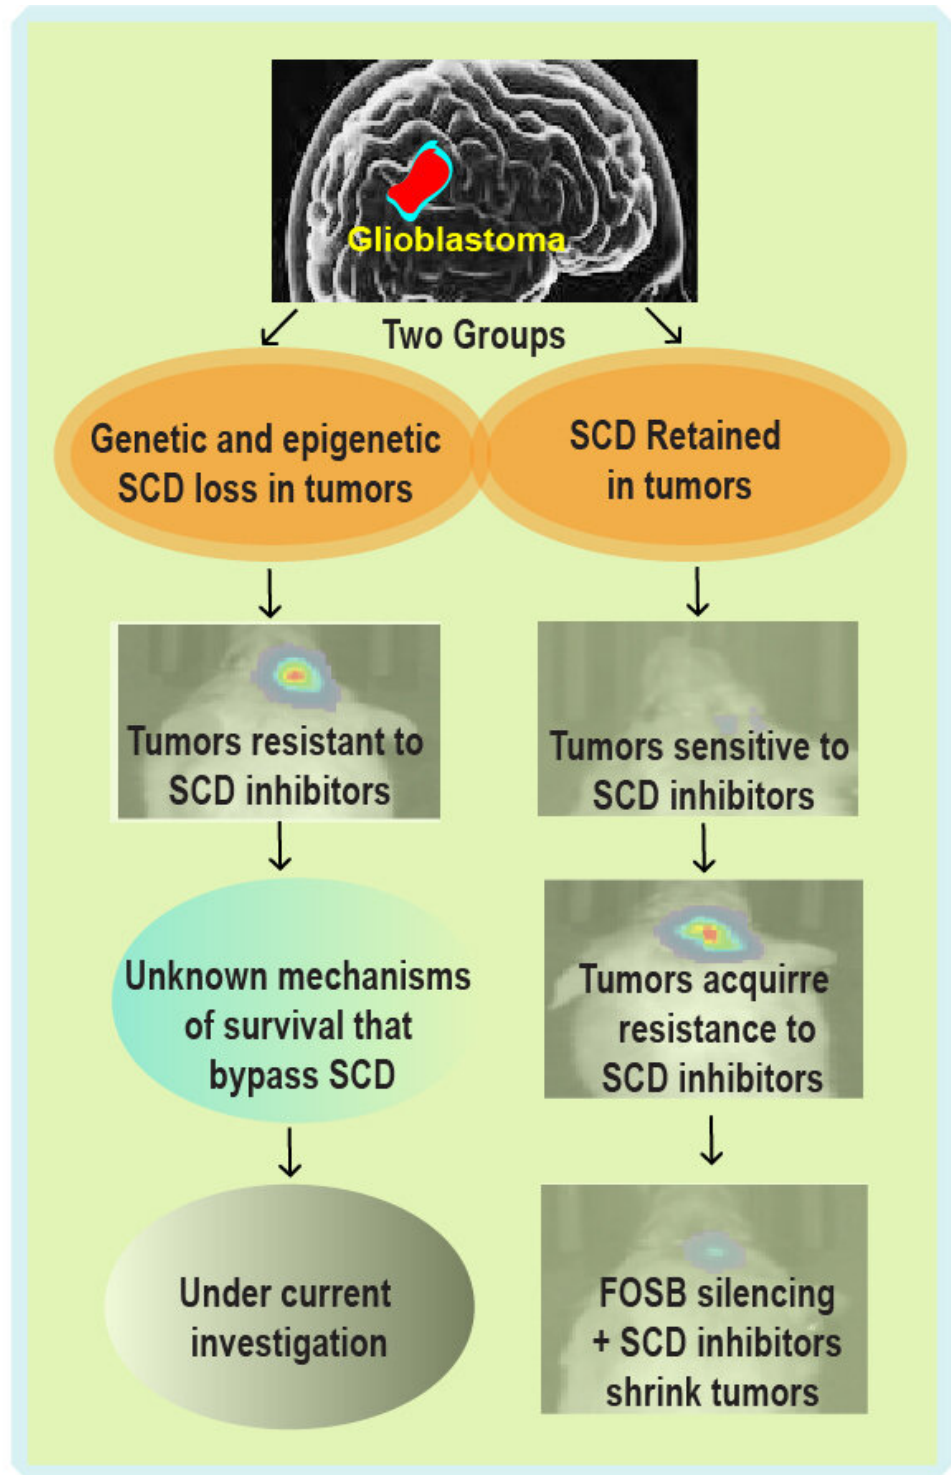 Glioblastoma
Two Groups
Genetic and epigenetic
SCD loss in tumors
SCD Retained
in tumors
Tumors resistant to
SCD inhibitors
Tumors sensitive to
SCD inhibitors
Unknown mechanisms
of survival that
bypass SCD
Tumors acquirre
resistance to
SCD inhibitors
Under current
investigation
FOSB silencing
+ SCD inhibitors
shrink tumors